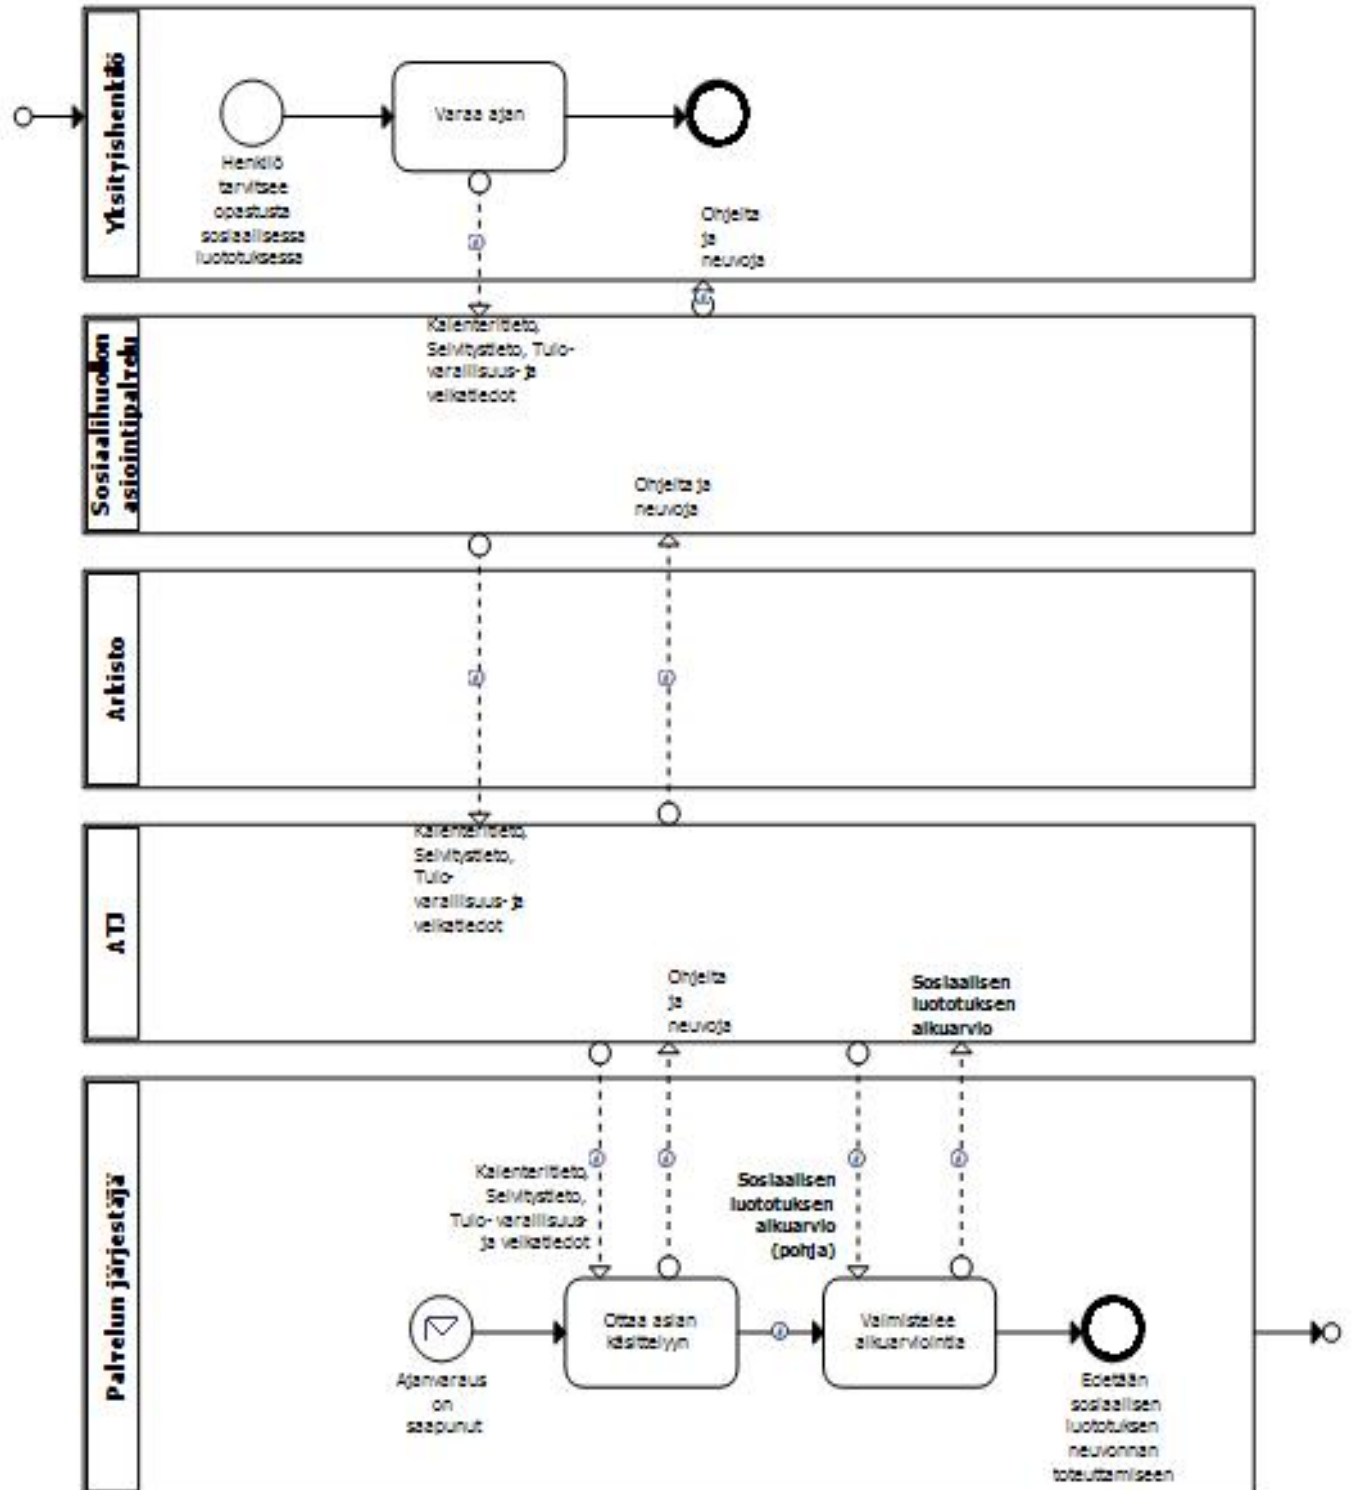 Yksityishenkilö
Henkilö
tarvitsee
opastusta
sosiaalisessa
luototuksessa
Varaa ajan
Ohjeita
ja
neuvoja
Sosiaalihuollon
asiointipalvelu
Kalenteritieto,
Selvitystieto, Tulo-
varallisuus- ja
velkatiedot
Ohjeita ja
neuvoja
Arkisto
ATJ
Kalenteritieto,
Selvitystieto,
Tulo-
varallisuus- ja
velkatiedot
Ohjeita
ja
neuvoja
Sosiaalisen
luototuksen
alkuarvio
Palvelun järjestäjä
Kalenteritieto,
Selvitystieto,
Tulo- varallisuus-
ja velkatiedot
Sosiaalisen
luototuksen
alkuarvio
(pohja)
Ajanvaraus
on
saapunut
Ottaa asian
käsittelyyn
Valmistelee
alkuarviointia
Edetään
sosiaalisen
luototuksen
neuvonnan
toteuttamiseen